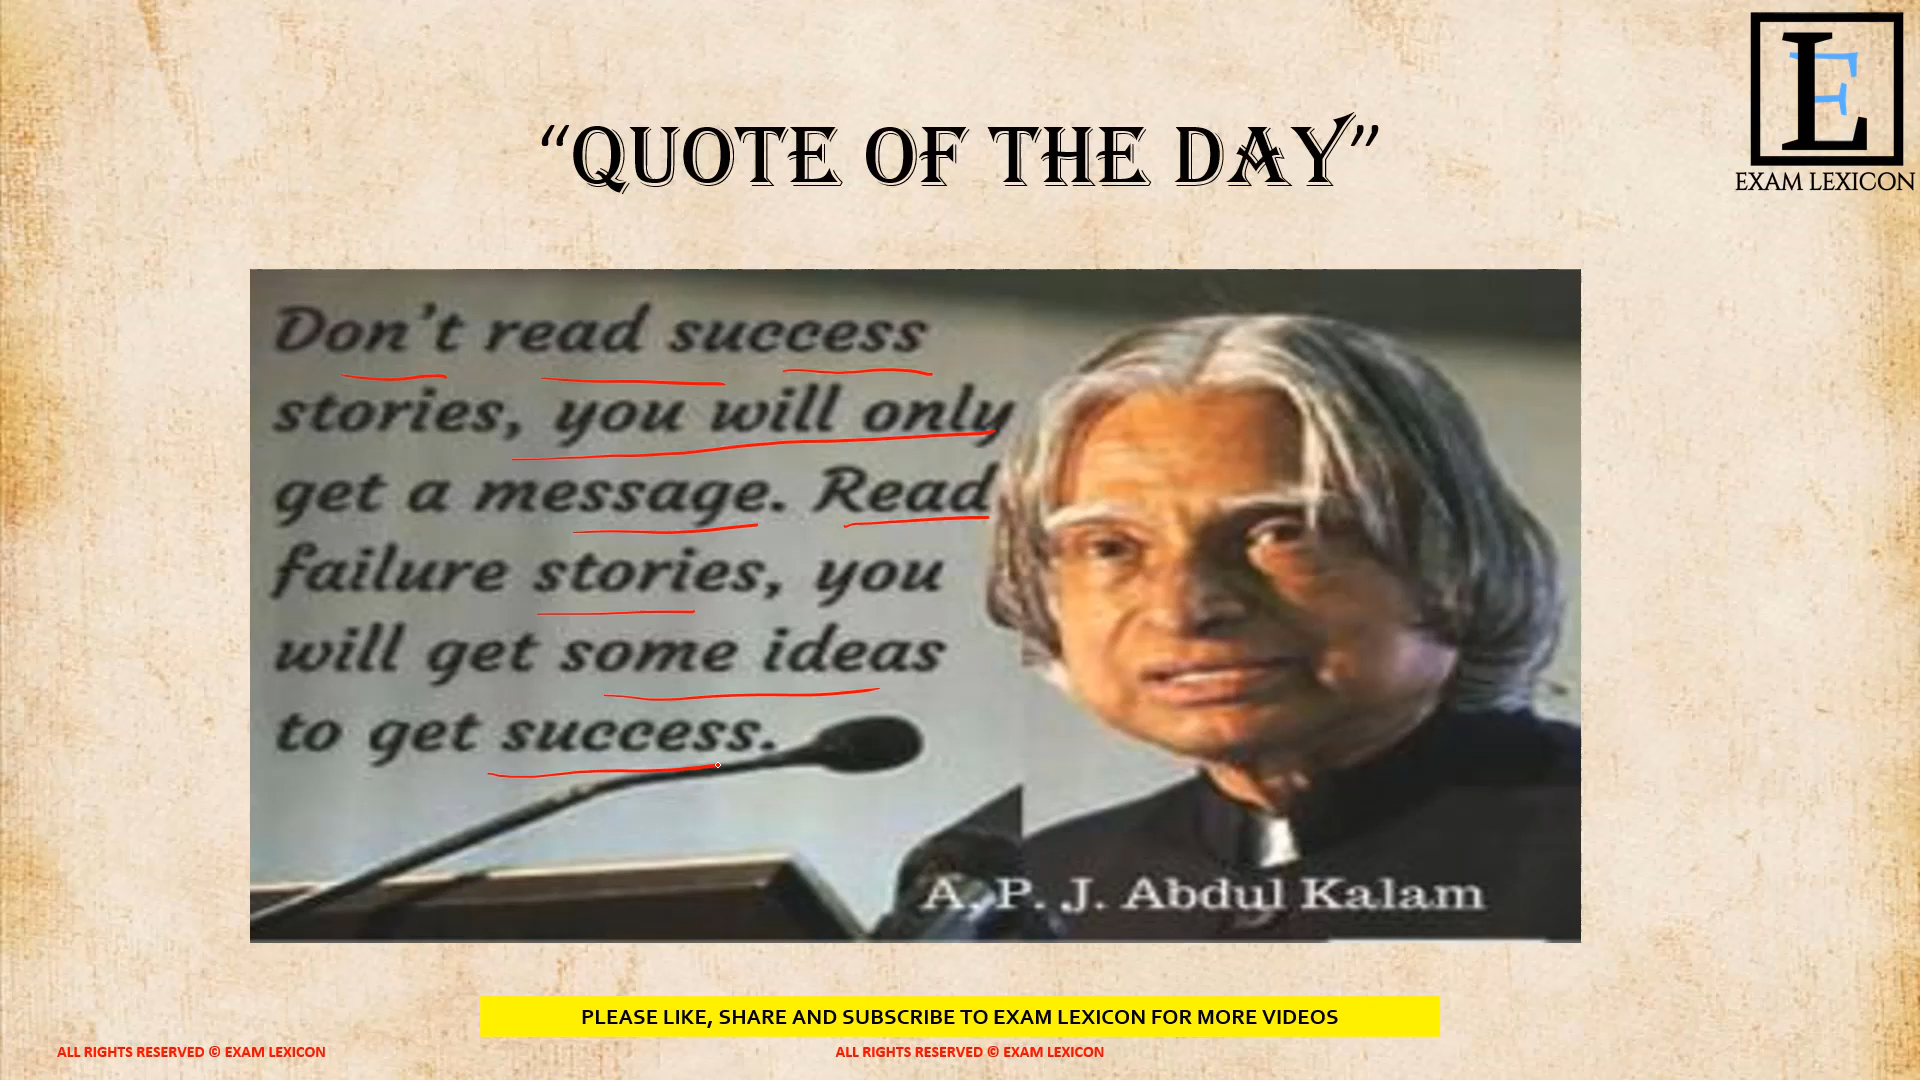 LE
EXAM LEXICON
“QUOTE OF THE DAY”
Don't read success
stories, you will only
get a message. Read
failure stories, you
will get some ideas
to get success.
A. P. J. Abdul Kalam
PLEASE LIKE, SHARE AND SUBSCRIBE TO EXAM LEXICON FOR MORE VIDEOS
ALL RIGHTS RESERVED © EXAM LEXICON
ALL RIGHTS RESERVED © EXAM LEXICON